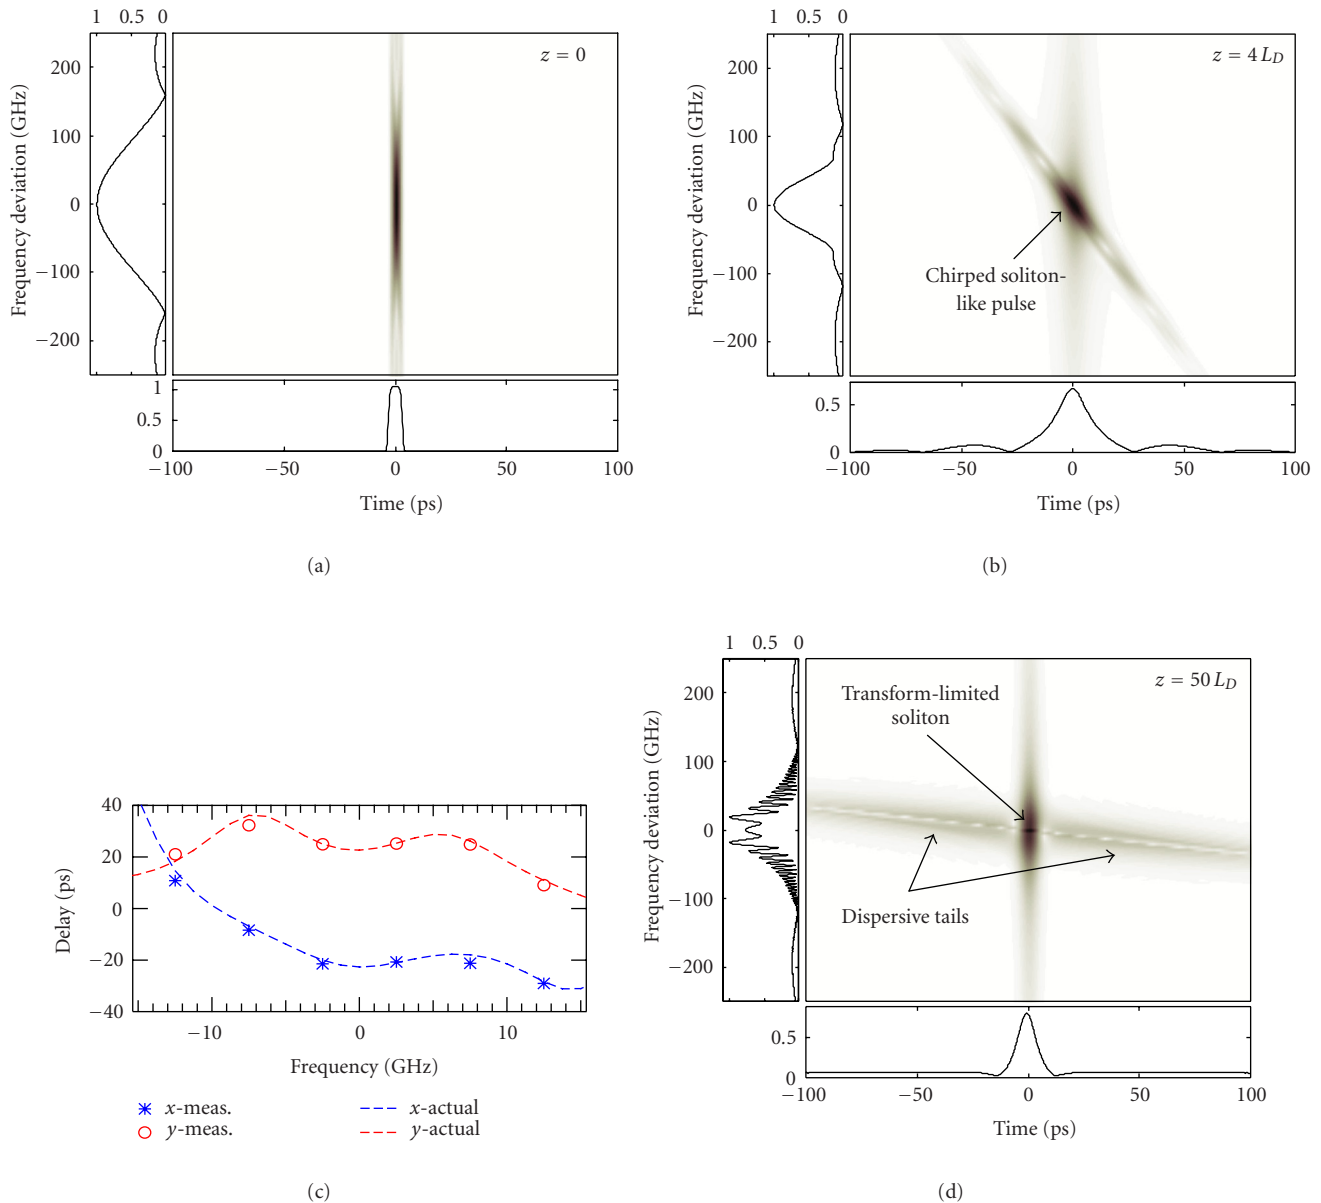 1 0.5 0
Frequency deviation (GHz)
200
100
0
−100
−200
z = 0
1
0.5
0
−100 −50 0 50 100
Time (ps)
(a)
1 0.5 0
Frequency deviation (GHz)
200
100
0
−100
−200
z = 4 L_D
Chirped soliton-
like pulse
0.5
0
−100 −50 0 50 100
Time (ps)
(b)
40
20
0
−20
−40
Delay (ps)
−10 0 10
Frequency (GHz)
x-meas. x-actual
y-meas. y-actual
(c)
1 0.5 0
Frequency deviation (GHz)
200
100
0
−100
−200
z = 50 L_D
Transform-limited
soliton
Dispersive tails
0.5
0
−100 −50 0 50 100
Time (ps)
(d)